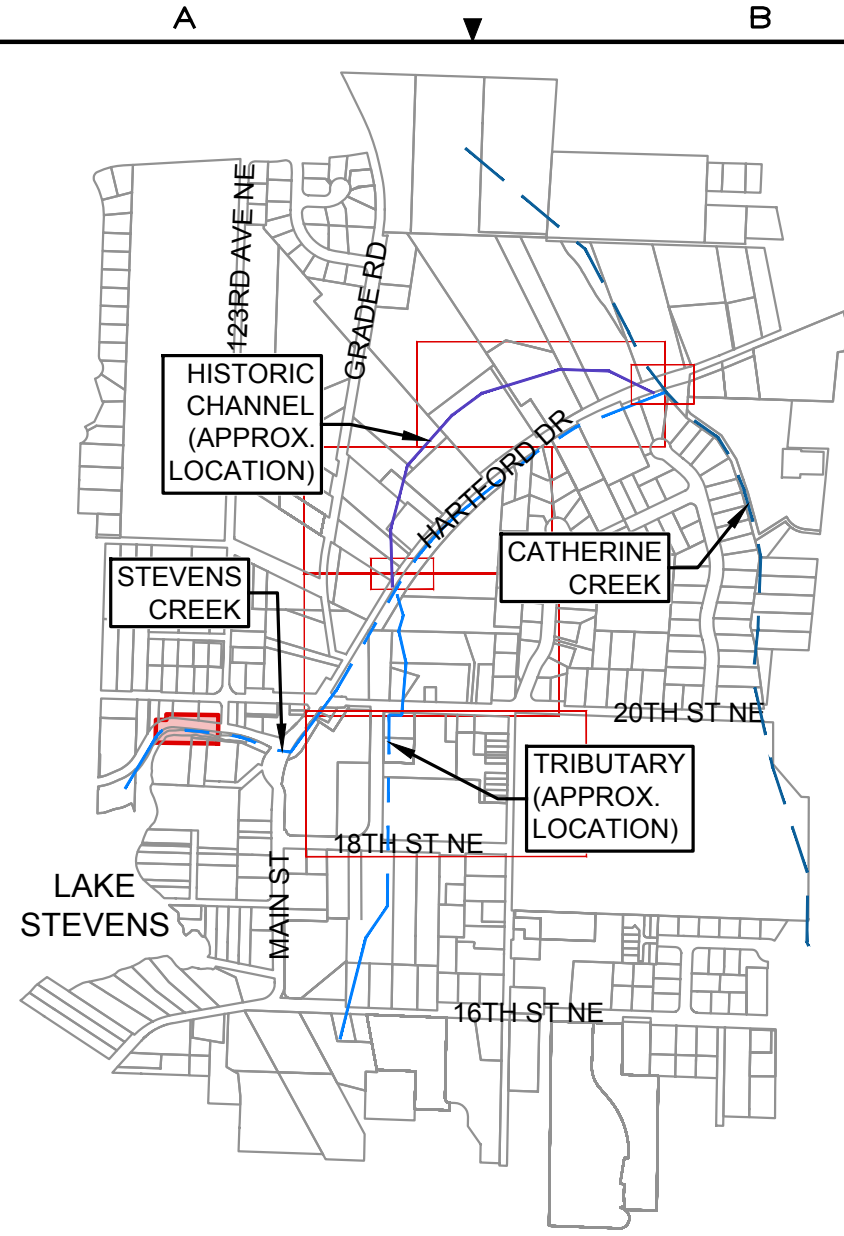 A
B
123RD AVE NE
GRADE RD
HISTORIC
CHANNEL
(APPROX.
LOCATION)
HARTFORD DR
STEVENS
CREEK
CATHERINE
CREEK
20TH ST NE
TRIBUTARY
(APPROX.
LOCATION)
18TH ST NE
MAIN ST
LAKE
STEVENS
16TH ST NE